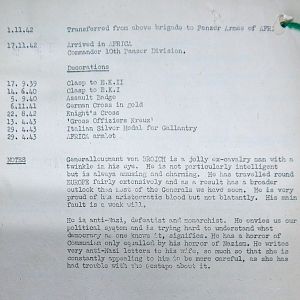 1.11.42 Transferred from above brigade to Panzer Armee of AFRI
17.11.42 Arrived in AFRICA
Commander 10th Panzer Division.
Decorations
17. 9.39 Clasp to E.K.II
14. 6.40 Clasp to E.K.I
5. 9.40 Assault Badge
6.11.41 German Cross in gold
22. 8.42 Knight's Cross
13. 4.43 'Gross Offiziers Kreuz'
29. 4.43 Italian Silver Medal for Gallantry
29. 4.43 AFRICA armlet
NOTES Generalleutnant von BROICH is a jolly ex-cavalry man with a
twinkle in his eye. He is not particularly intelligent
but is always amusing and charming. He has travelled round
EUROPE fairly extensively and as a result has a broader
outlook than most of the Generals we have seen. He is very
proud of his aristocratic blood but not blatantly. His main
fault is a weak will.
He is anti-Nazi, defeatist and monarchist. He envies us our
political system and is trying hard to understand what
democracy as we know it, signifies. He has a horror of
Communism only equalled by his horror of Nazism. He writes
very anti-Nazi letters to his wife, so much so that she is
constantly appealing to him to be more careful, as she has
had trouble with the Gestapo about it.